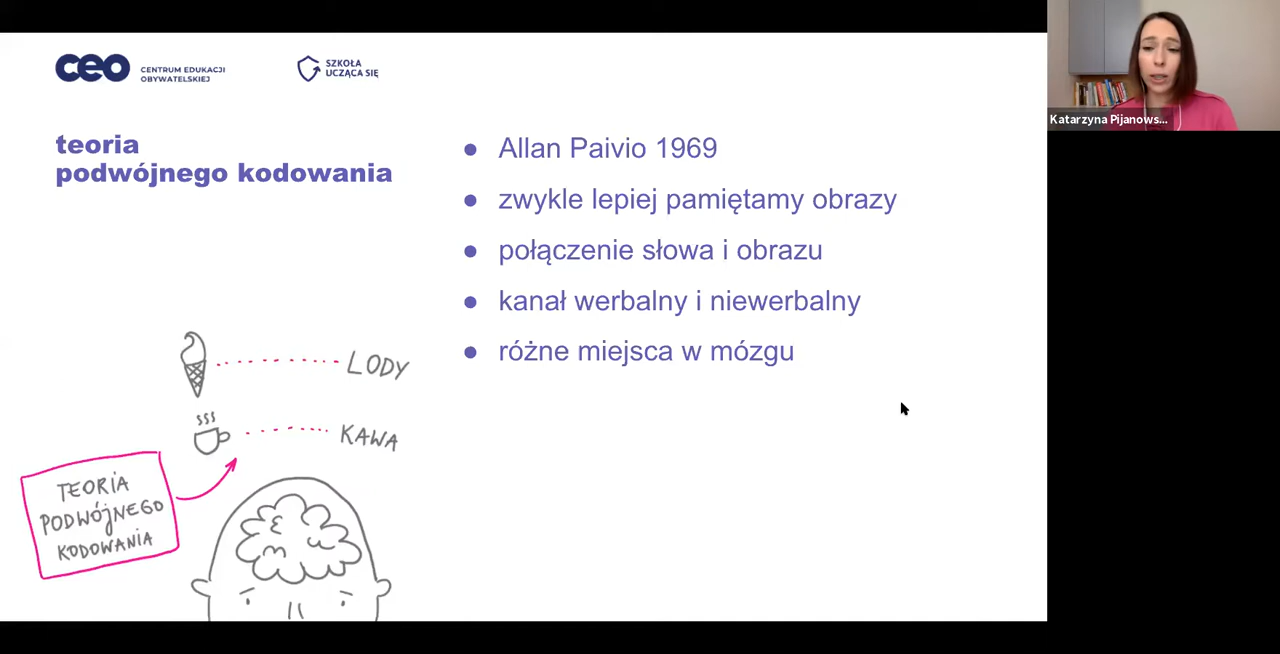 ceo
CENTRUM EDUKACJI
OBYWATELSKIEJ
SZKOŁA
UCZĄCA SIĘ
teoria
podwójnego kodowania
● Allan Paivio 1969
● zwykle lepiej pamiętamy obrazy
● połączenie słowa i obrazu
● kanał werbalny i niewerbalny
● różne miejsca w mózgu
LODY
KAWA
TEORIA
PODWÓJNEGO
KODOWANIA
Katarzyna Pijanows...